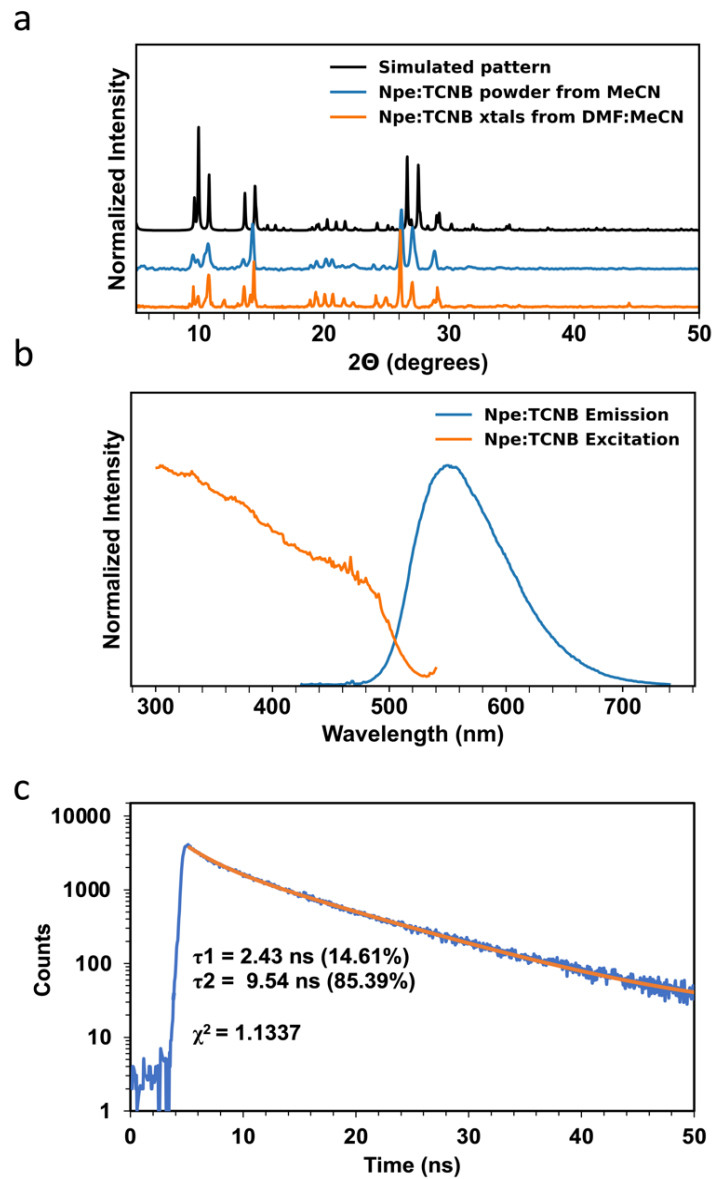 a
Normalized Intensity
Simulated pattern
Npe:TCNB powder from MeCN
Npe:TCNB xtals from DMF:MeCN
10 20 30 40 50
2Θ (degrees)
b
Normalized Intensity
Npe:TCNB Emission
Npe:TCNB Excitation
300 400 500 600 700
Wavelength (nm)
c
Counts
10000
1000
100
10
1
τ1 = 2.43 ns (14.61%)
τ2 = 9.54 ns (85.39%)
χ² = 1.1337
0 10 20 30 40 50
Time (ns)